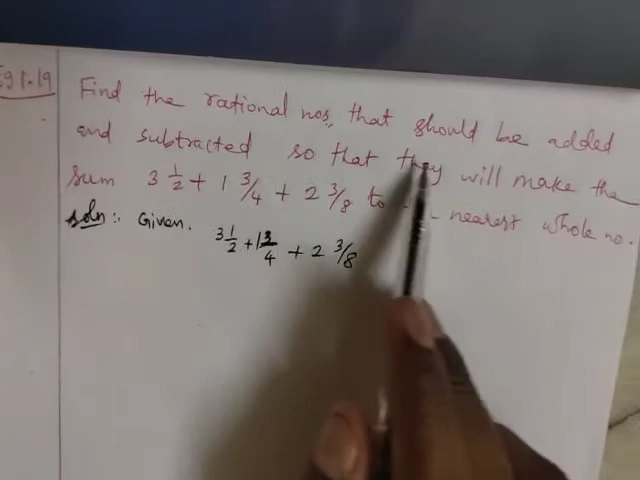 Eg 1.19
Find the rational nos., that should be added
and subtracted so that they will make the
sum 3 1/2 + 1 3/4 + 2 3/8 to nearest whole no.
soln:. Given. 3 1/2 + 1 3/4 + 2 3/8